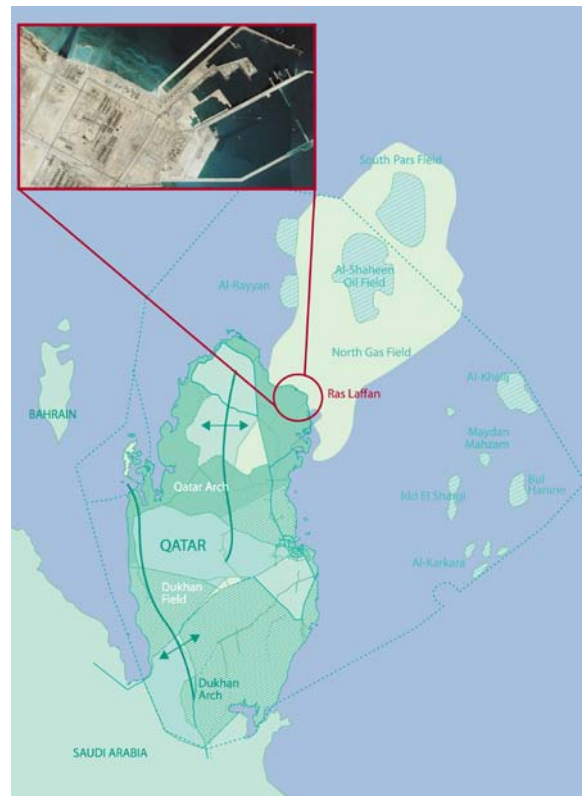 South Pars Field
Al-Rayyan
Al-Shaheen
Oil Field
North Gas Field
Ras Laffan
Al-Khalij
BAHRAIN
Maydan
Mahzam
Qatar Arch
Idd El Shargi
Bul
Hanine
QATAR
Al-Karkara
Dukhan
Field
Dukhan
Arch
SAUDI ARABIA